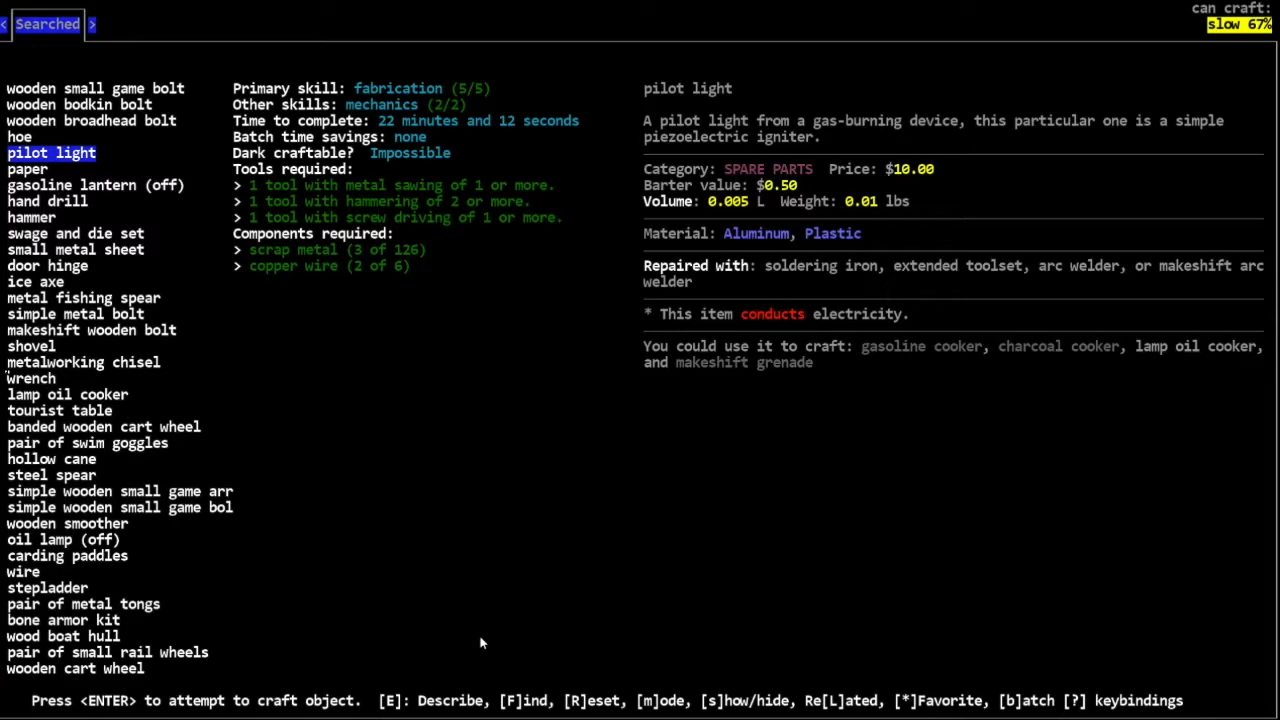 can craft:
< Searched >
slow 67%
wooden small game bolt
wooden bodkin bolt
wooden broadhead bolt
hoe
pilot light
paper
gasoline lantern (off)
hand drill
hammer
swage and die set
small metal sheet
door hinge
ice axe
metal fishing spear
simple metal bolt
makeshift wooden bolt
shovel
metalworking chisel
wrench
lamp oil cooker
tourist table
banded wooden cart wheel
pair of swim goggles
hollow cane
steel spear
simple wooden small game arr
simple wooden small game bol
wooden smoother
oil lamp (off)
carding paddles
wire
stepladder
pair of metal tongs
bone armor kit
wood boat hull
pair of small rail wheels
wooden cart wheel
Primary skill: fabrication (5/5)
Other skills: mechanics (2/2)
Time to complete: 22 minutes and 12 seconds
Batch time savings: none
Dark craftable? Impossible
Tools required:
> 1 tool with metal sawing of 1 or more.
> 1 tool with hammering of 2 or more.
> 1 tool with screw driving of 1 or more.
Components required:
> scrap metal (3 of 126)
> copper wire (2 of 6)
pilot light
A pilot light from a gas-burning device, this particular one is a simple
piezoelectric igniter.
Category: SPARE PARTS Price: $10.00
Barter value: $0.50
Volume: 0.005 L Weight: 0.01 lbs
Material: Aluminum, Plastic
Repaired with: soldering iron, extended toolset, arc welder, or makeshift arc
welder
* This item conducts electricity.
You could use it to craft: gasoline cooker, charcoal cooker, lamp oil cooker,
and makeshift grenade
Press <ENTER> to attempt to craft object. [E]: Describe, [F]ind, [R]eset, [m]ode, [s]how/hide, Re[L]ated, [*]Favorite, [b]atch [?] keybindings